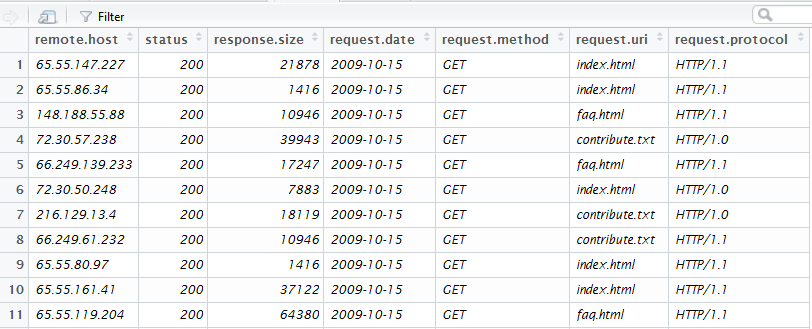 Filter
remote.host status response.size request.date request.method request.uri request.protocol
1 65.55.147.227 200 21878 2009-10-15 GET index.html HTTP/1.1
2 65.55.86.34 200 1416 2009-10-15 GET index.html HTTP/1.1
3 148.188.55.88 200 10946 2009-10-15 GET faq.html HTTP/1.1
4 72.30.57.238 200 39943 2009-10-15 GET contribute.txt HTTP/1.0
5 66.249.139.233 200 17247 2009-10-15 GET faq.html HTTP/1.1
6 72.30.50.248 200 7883 2009-10-15 GET index.html HTTP/1.0
7 216.129.13.4 200 18119 2009-10-15 GET contribute.txt HTTP/1.0
8 66.249.61.232 200 10946 2009-10-15 GET contribute.txt HTTP/1.1
9 65.55.80.97 200 1416 2009-10-15 GET index.html HTTP/1.1
10 65.55.161.41 200 37122 2009-10-15 GET index.html HTTP/1.1
11 65.55.119.204 200 64380 2009-10-15 GET faq.html HTTP/1.1